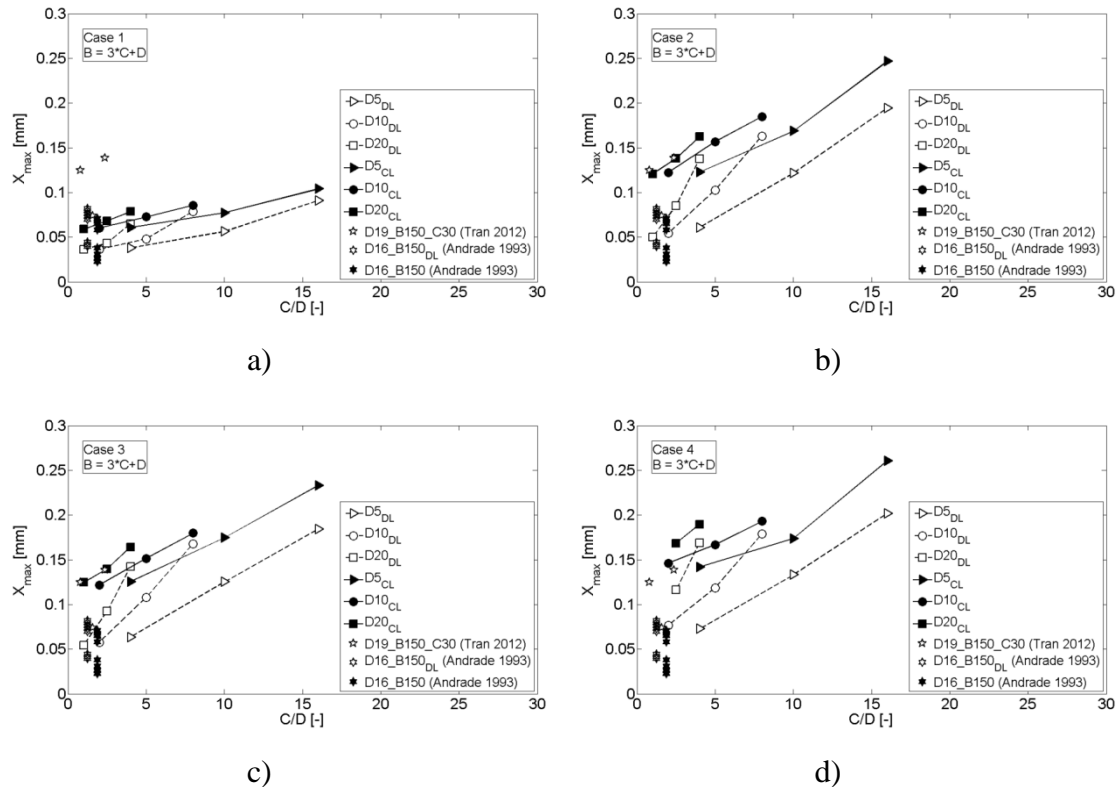 Case 1
B = 3*C+D
X_max [mm]
0.3
0.25
0.2
0.15
0.1
0.05
0
0 5 10 15 20 25 30
C/D [-]
D5_DL
D10_DL
D20_DL
D5_CL
D10_CL
D20_CL
D19_B150_C30 (Tran 2012)
D16_B150_DL (Andrade 1993)
D16_B150 (Andrade 1993)
a)
Case 2
B = 3*C+D
X_max [mm]
0.3
0.25
0.2
0.15
0.1
0.05
0
0 5 10 15 20 25 30
C/D [-]
D5_DL
D10_DL
D20_DL
D5_CL
D10_CL
D20_CL
D19_B150_C30 (Tran 2012)
D16_B150_DL (Andrade 1993)
D16_B150 (Andrade 1993)
b)
Case 3
B = 3*C+D
X_max [mm]
0.3
0.25
0.2
0.15
0.1
0.05
0
0 5 10 15 20 25 30
C/D [-]
D5_DL
D10_DL
D20_DL
D5_CL
D10_CL
D20_CL
D19_B150_C30 (Tran 2012)
D16_B150_DL (Andrade 1993)
D16_B150 (Andrade 1993)
c)
Case 4
B = 3*C+D
X_max [mm]
0.3
0.25
0.2
0.15
0.1
0.05
0
0 5 10 15 20 25 30
C/D [-]
D5_DL
D10_DL
D20_DL
D5_CL
D10_CL
D20_CL
D19_B150_C30 (Tran 2012)
D16_B150_DL (Andrade 1993)
D16_B150 (Andrade 1993)
d)